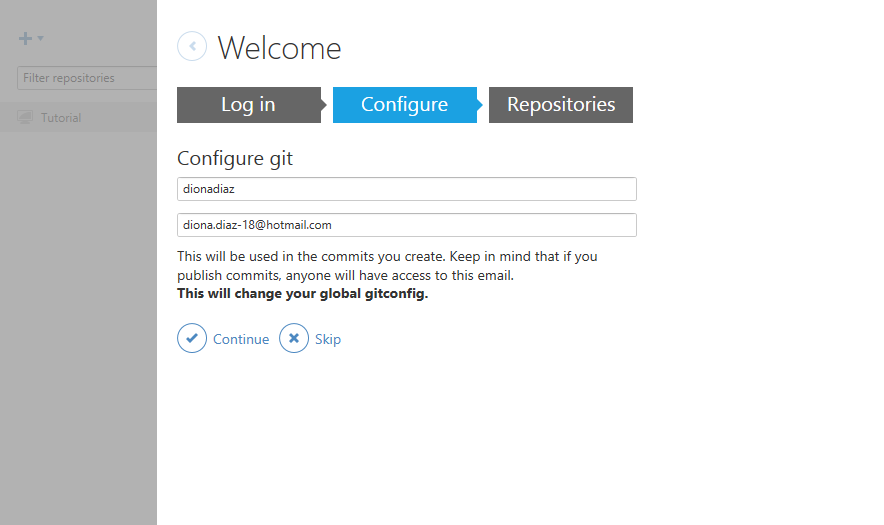 Welcome
Filter repositories
Tutorial
Log in
Configure
Repositories
Configure git
dionadiaz
diona.diaz-18@hotmail.com
This will be used in the commits you create. Keep in mind that if you
publish commits, anyone will have access to this email.
This will change your global gitconfig.
Continue
Skip